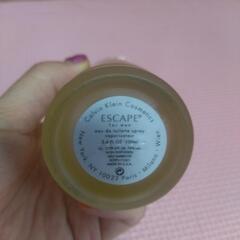 Calvin Klein Cosmetics
ESCAPE®
for men
eau de toilette spray
vaporisateur
3.4 FL.OZ / 100ml
New York, NY 10022 Paris • Milano • Wien